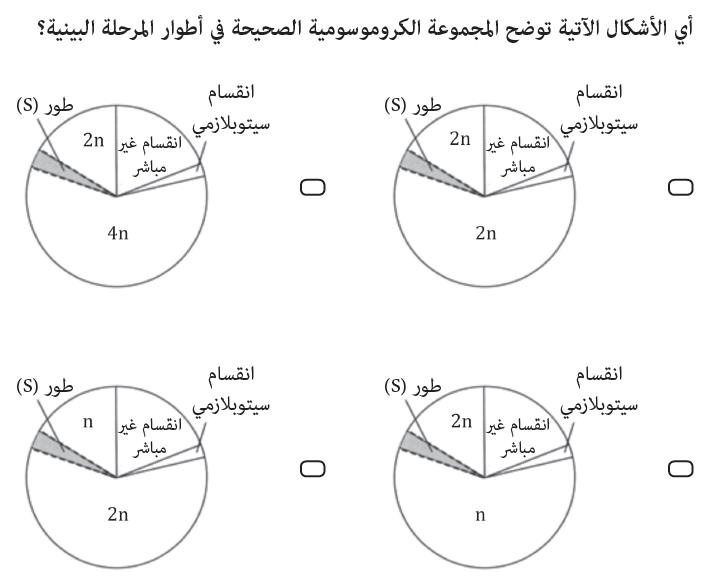 أي الأشكال الآتية توضح المجموعة الكروموسومية الصحيحة في أطوار المرحلة البينية؟
انقسام
سيتوبلازمي
طور (S)
2n
انقسام غير
مباشر
2n
انقسام
سيتوبلازمي
طور (S)
2n
انقسام غير
مباشر
4n
انقسام
سيتوبلازمي
طور (S)
2n
انقسام غير
مباشر
n
انقسام
سيتوبلازمي
طور (S)
n
انقسام غير
مباشر
2n